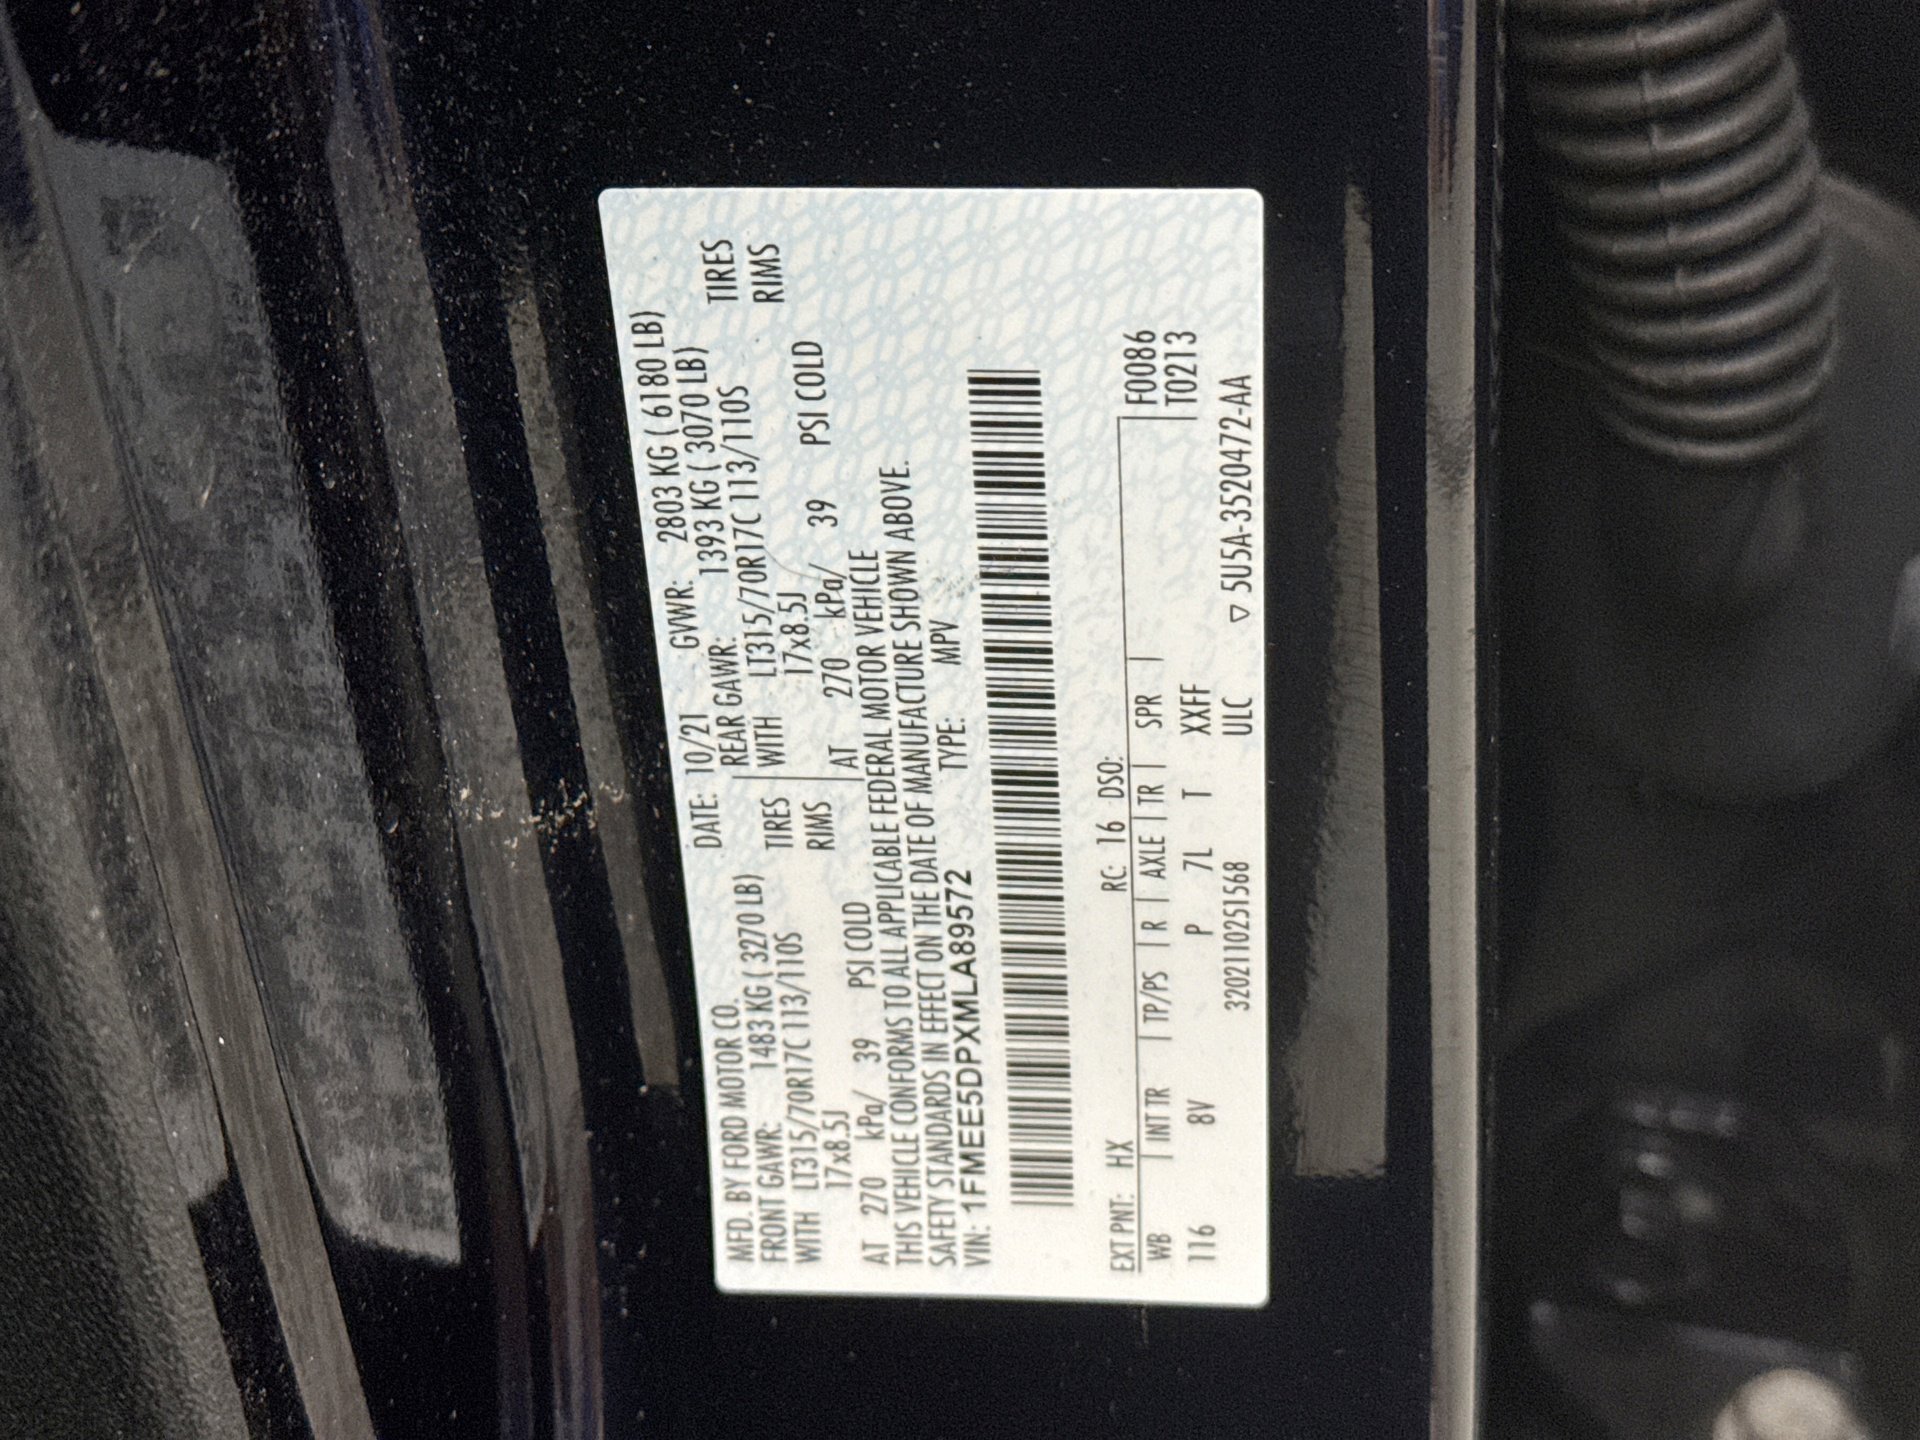 MFD. BY FORD MOTOR CO. DATE: 10/21 GVWR: 2803 KG ( 6180 LB)
FRONT GAWR: 1483 KG ( 3270 LB) REAR GAWR: 1393 KG ( 3070 LB)
WITH LT315/70R17C 113/110S TIRES WITH LT315/70R17C 113/110S TIRES
17x8.5J RIMS 17x8.5J RIMS
AT 270 kPa/ 39 PSI COLD AT 270 kPa/ 39 PSI COLD
THIS VEHICLE CONFORMS TO ALL APPLICABLE FEDERAL MOTOR VEHICLE
SAFETY STANDARDS IN EFFECT ON THE DATE OF MANUFACTURE SHOWN ABOVE.
VIN: 1FMEE5DPXMLA89572 TYPE: MPV
EXT PNT: HX RC: 16 DSO: F0086
WB | INT TR | TP/PS | R | AXLE | TR | SPR | T0213
116 8V P 7L T XXFF
3202110251568 ULC ▽ 5U5A-3520472-AA